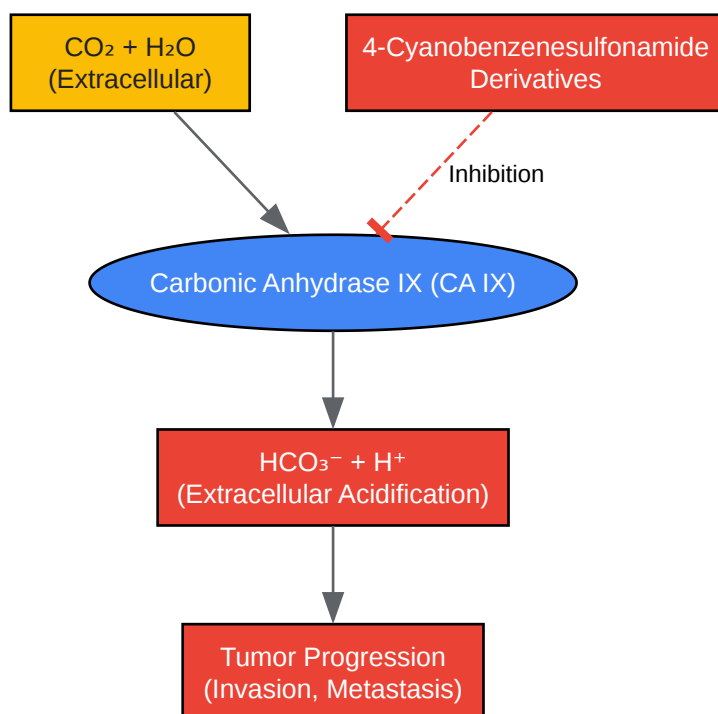 CO₂ + H₂O
(Extracellular)
4-Cyanobenzenesulfonamide
Derivatives
Inhibition
Carbonic Anhydrase IX (CA IX)
HCO₃⁻ + H⁺
(Extracellular Acidification)
Tumor Progression
(Invasion, Metastasis)